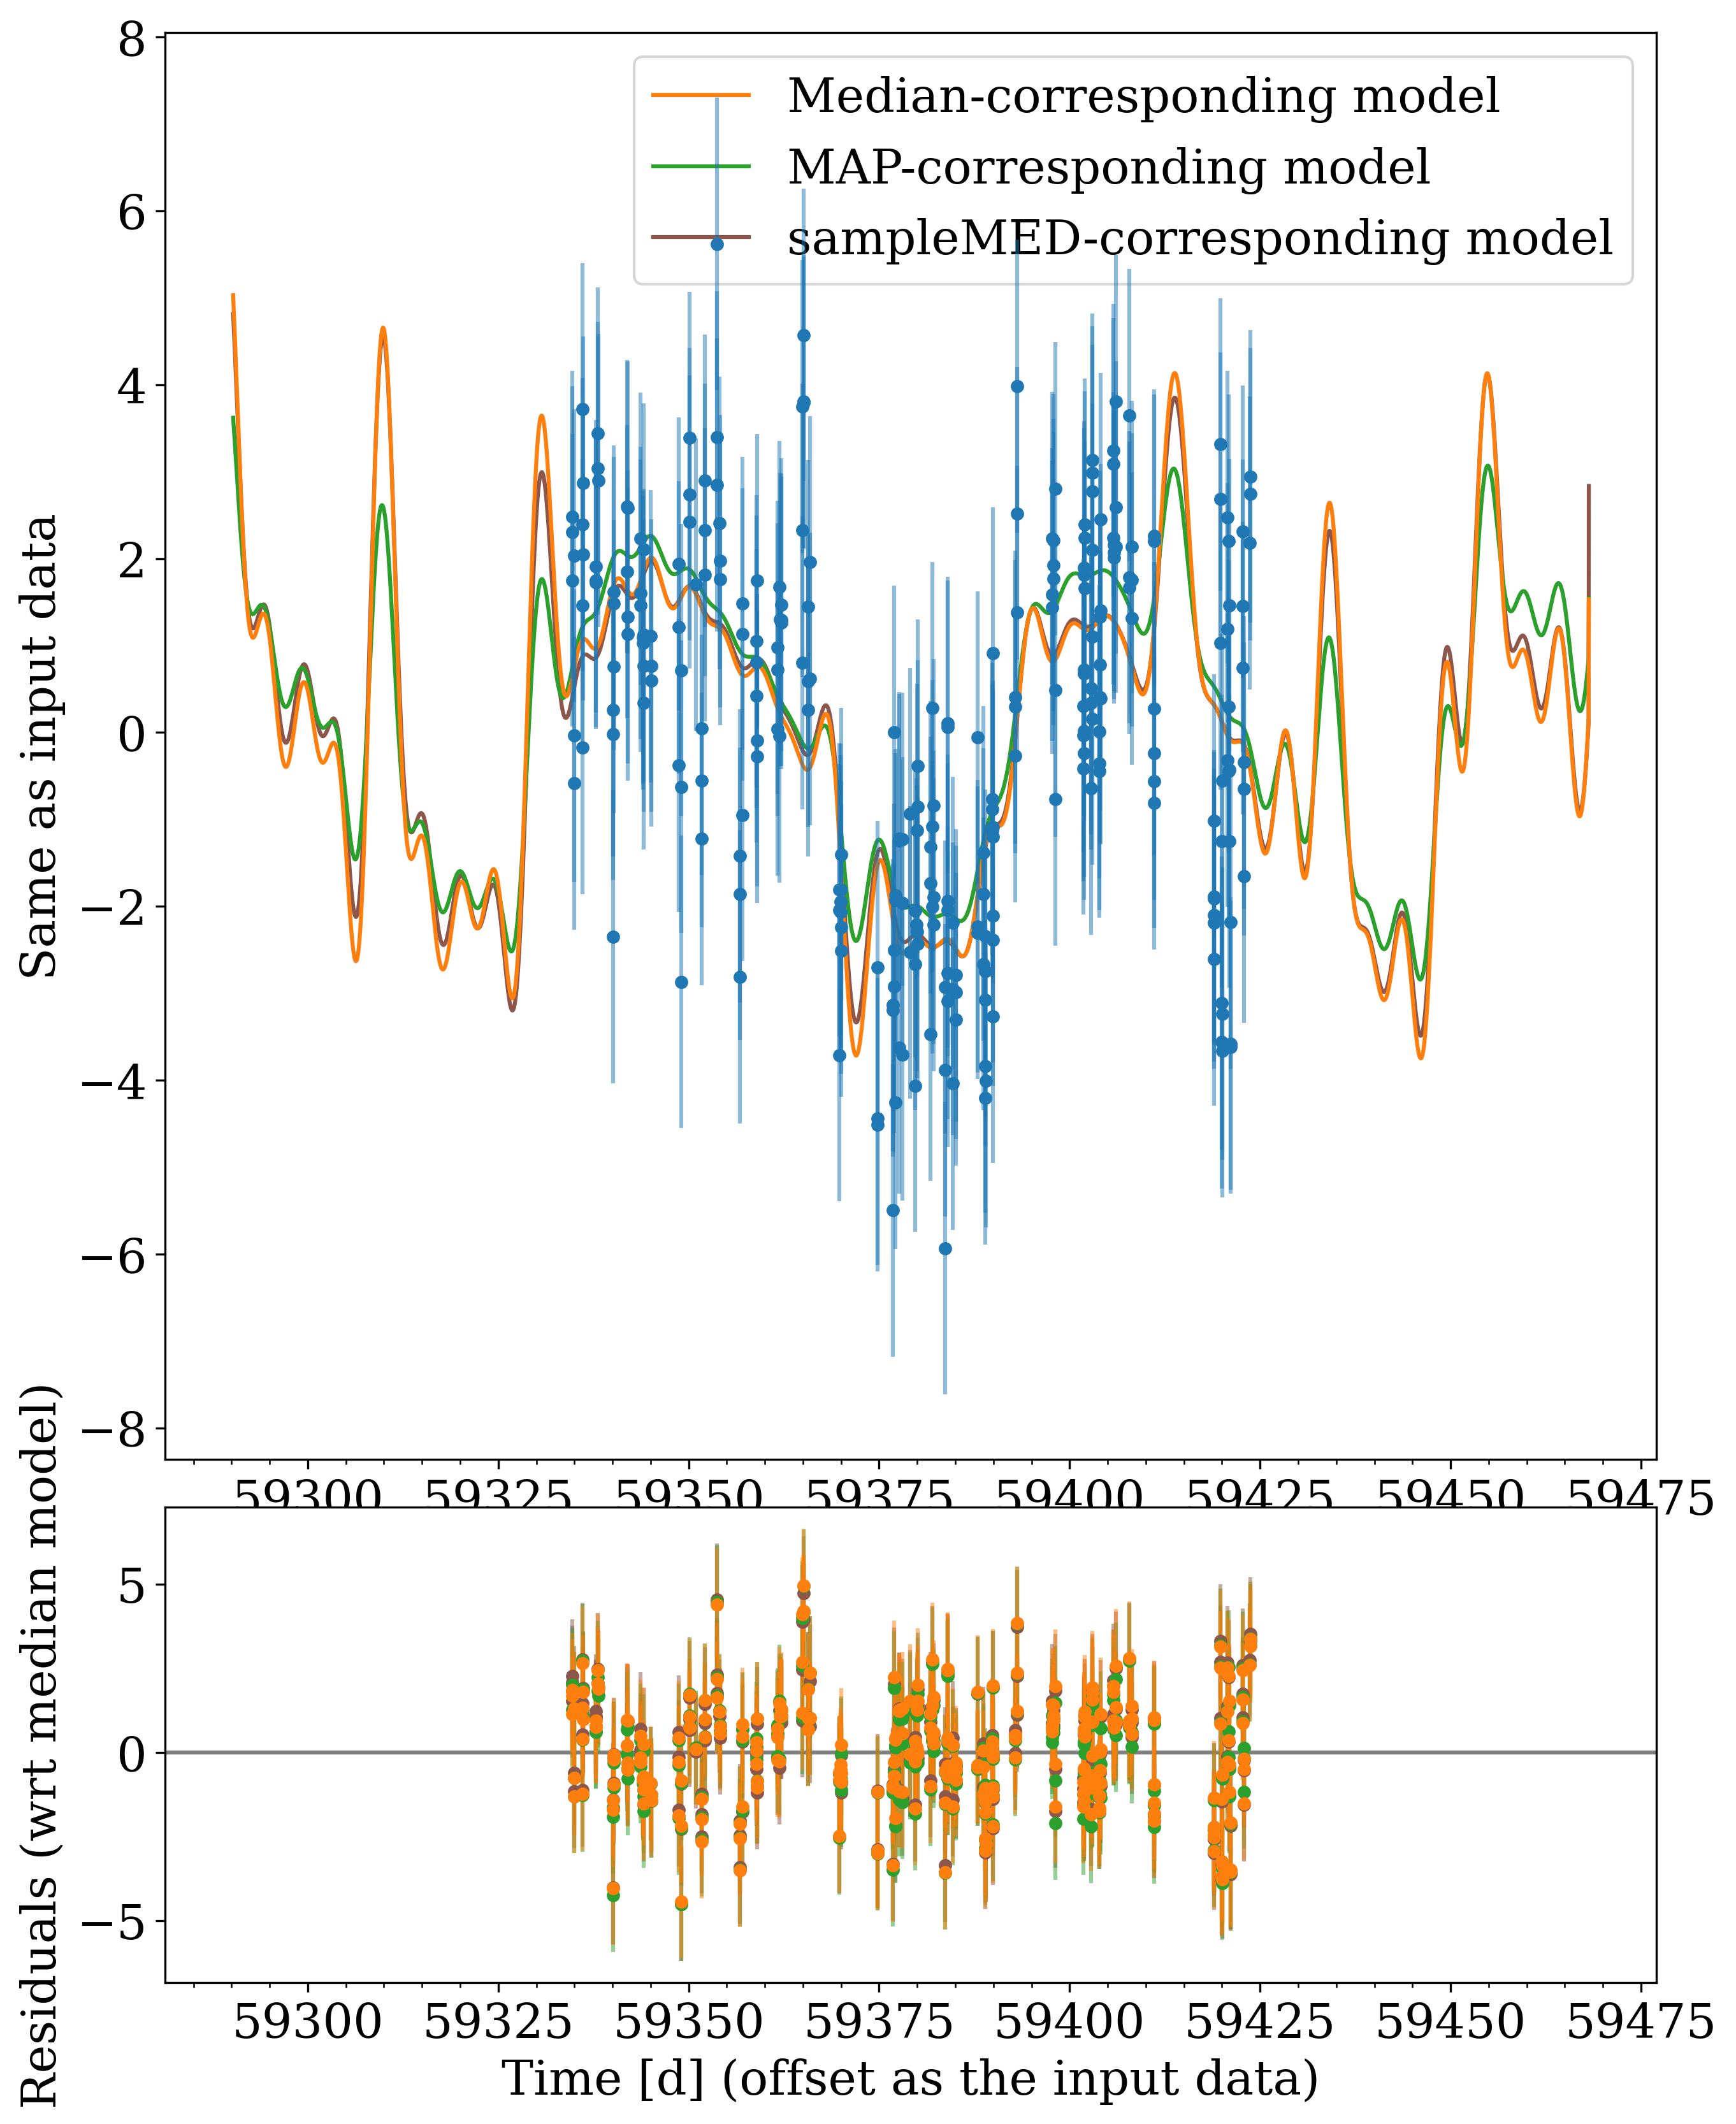 8
6
4
2
0
−2
−4
−6
−8
Same as input data
Median-corresponding model
MAP-corresponding model
sampleMED-corresponding model
59300 59325 59350 59375 59400 59425 59450 59475
5
0
−5
Residuals (wrt median model)
59300 59325 59350 59375 59400 59425 59450 59475
Time [d] (offset as the input data)